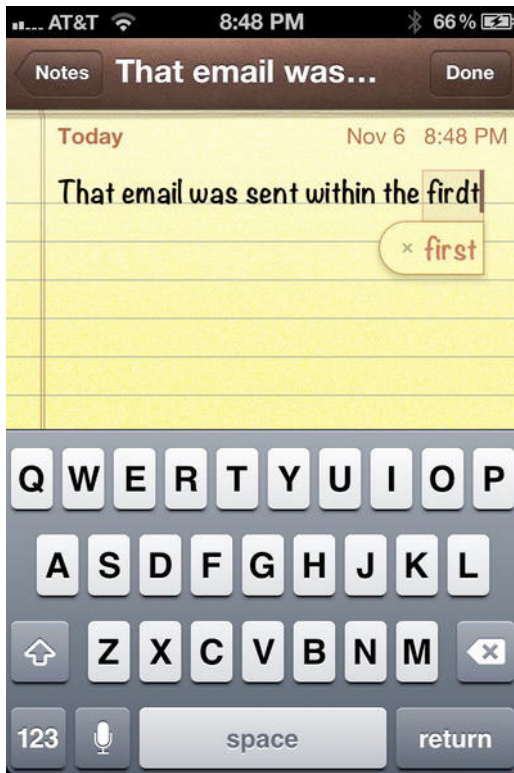 AT&T 8:48 PM 66%
Notes That email was... Done
Today Nov 6 8:48 PM
That email was sent within the firdt
× first
Q W E R T Y U I O P
A S D F G H J K L
Z X C V B N M
123 space return